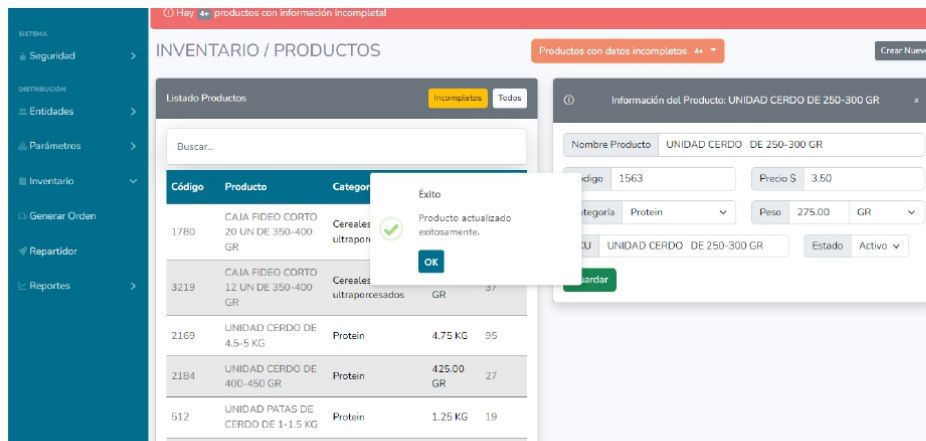 Hay 4+ productos con información incompleta!
SISTEMA
Seguridad
DISTRIBUCIÓN
Entidades
Parámetros
Inventario
Generar Orden
Repartidor
Reportes
INVENTARIO / PRODUCTOS
Productos con datos incompletos 4+
Crear Nuevo
Listado Productos
Incompletos
Todos
Buscar...
Código Producto
1780 CAJA FIDEO CORTO
20 UN DE 350-400
GR
Cereales
3219 CAJA FIDEO CORTO
12 UN DE 350-400
GR
Cereales
ultraporcesados
GR 37
2169 UNIDAD CERDO DE
4.5-5 KG
Protein 4.75 KG 95
2184 UNIDAD CERDO DE
400-450 GR
Protein 425.00
GR
27
512 UNIDAD PATAS DE
CERDO DE 1-1.5 KG
Protein 1.25 KG 19
Éxito
Producto actualizado
exitosamente.
OK
Información del Producto: UNIDAD CERDO DE 250-300 GR ×
Nombre Producto UNIDAD CERDO DE 250-300 GR
1563 Precio $ 3.50
Protein Peso 275.00 GR
UNIDAD CERDO DE 250-300 GR Estado Activo